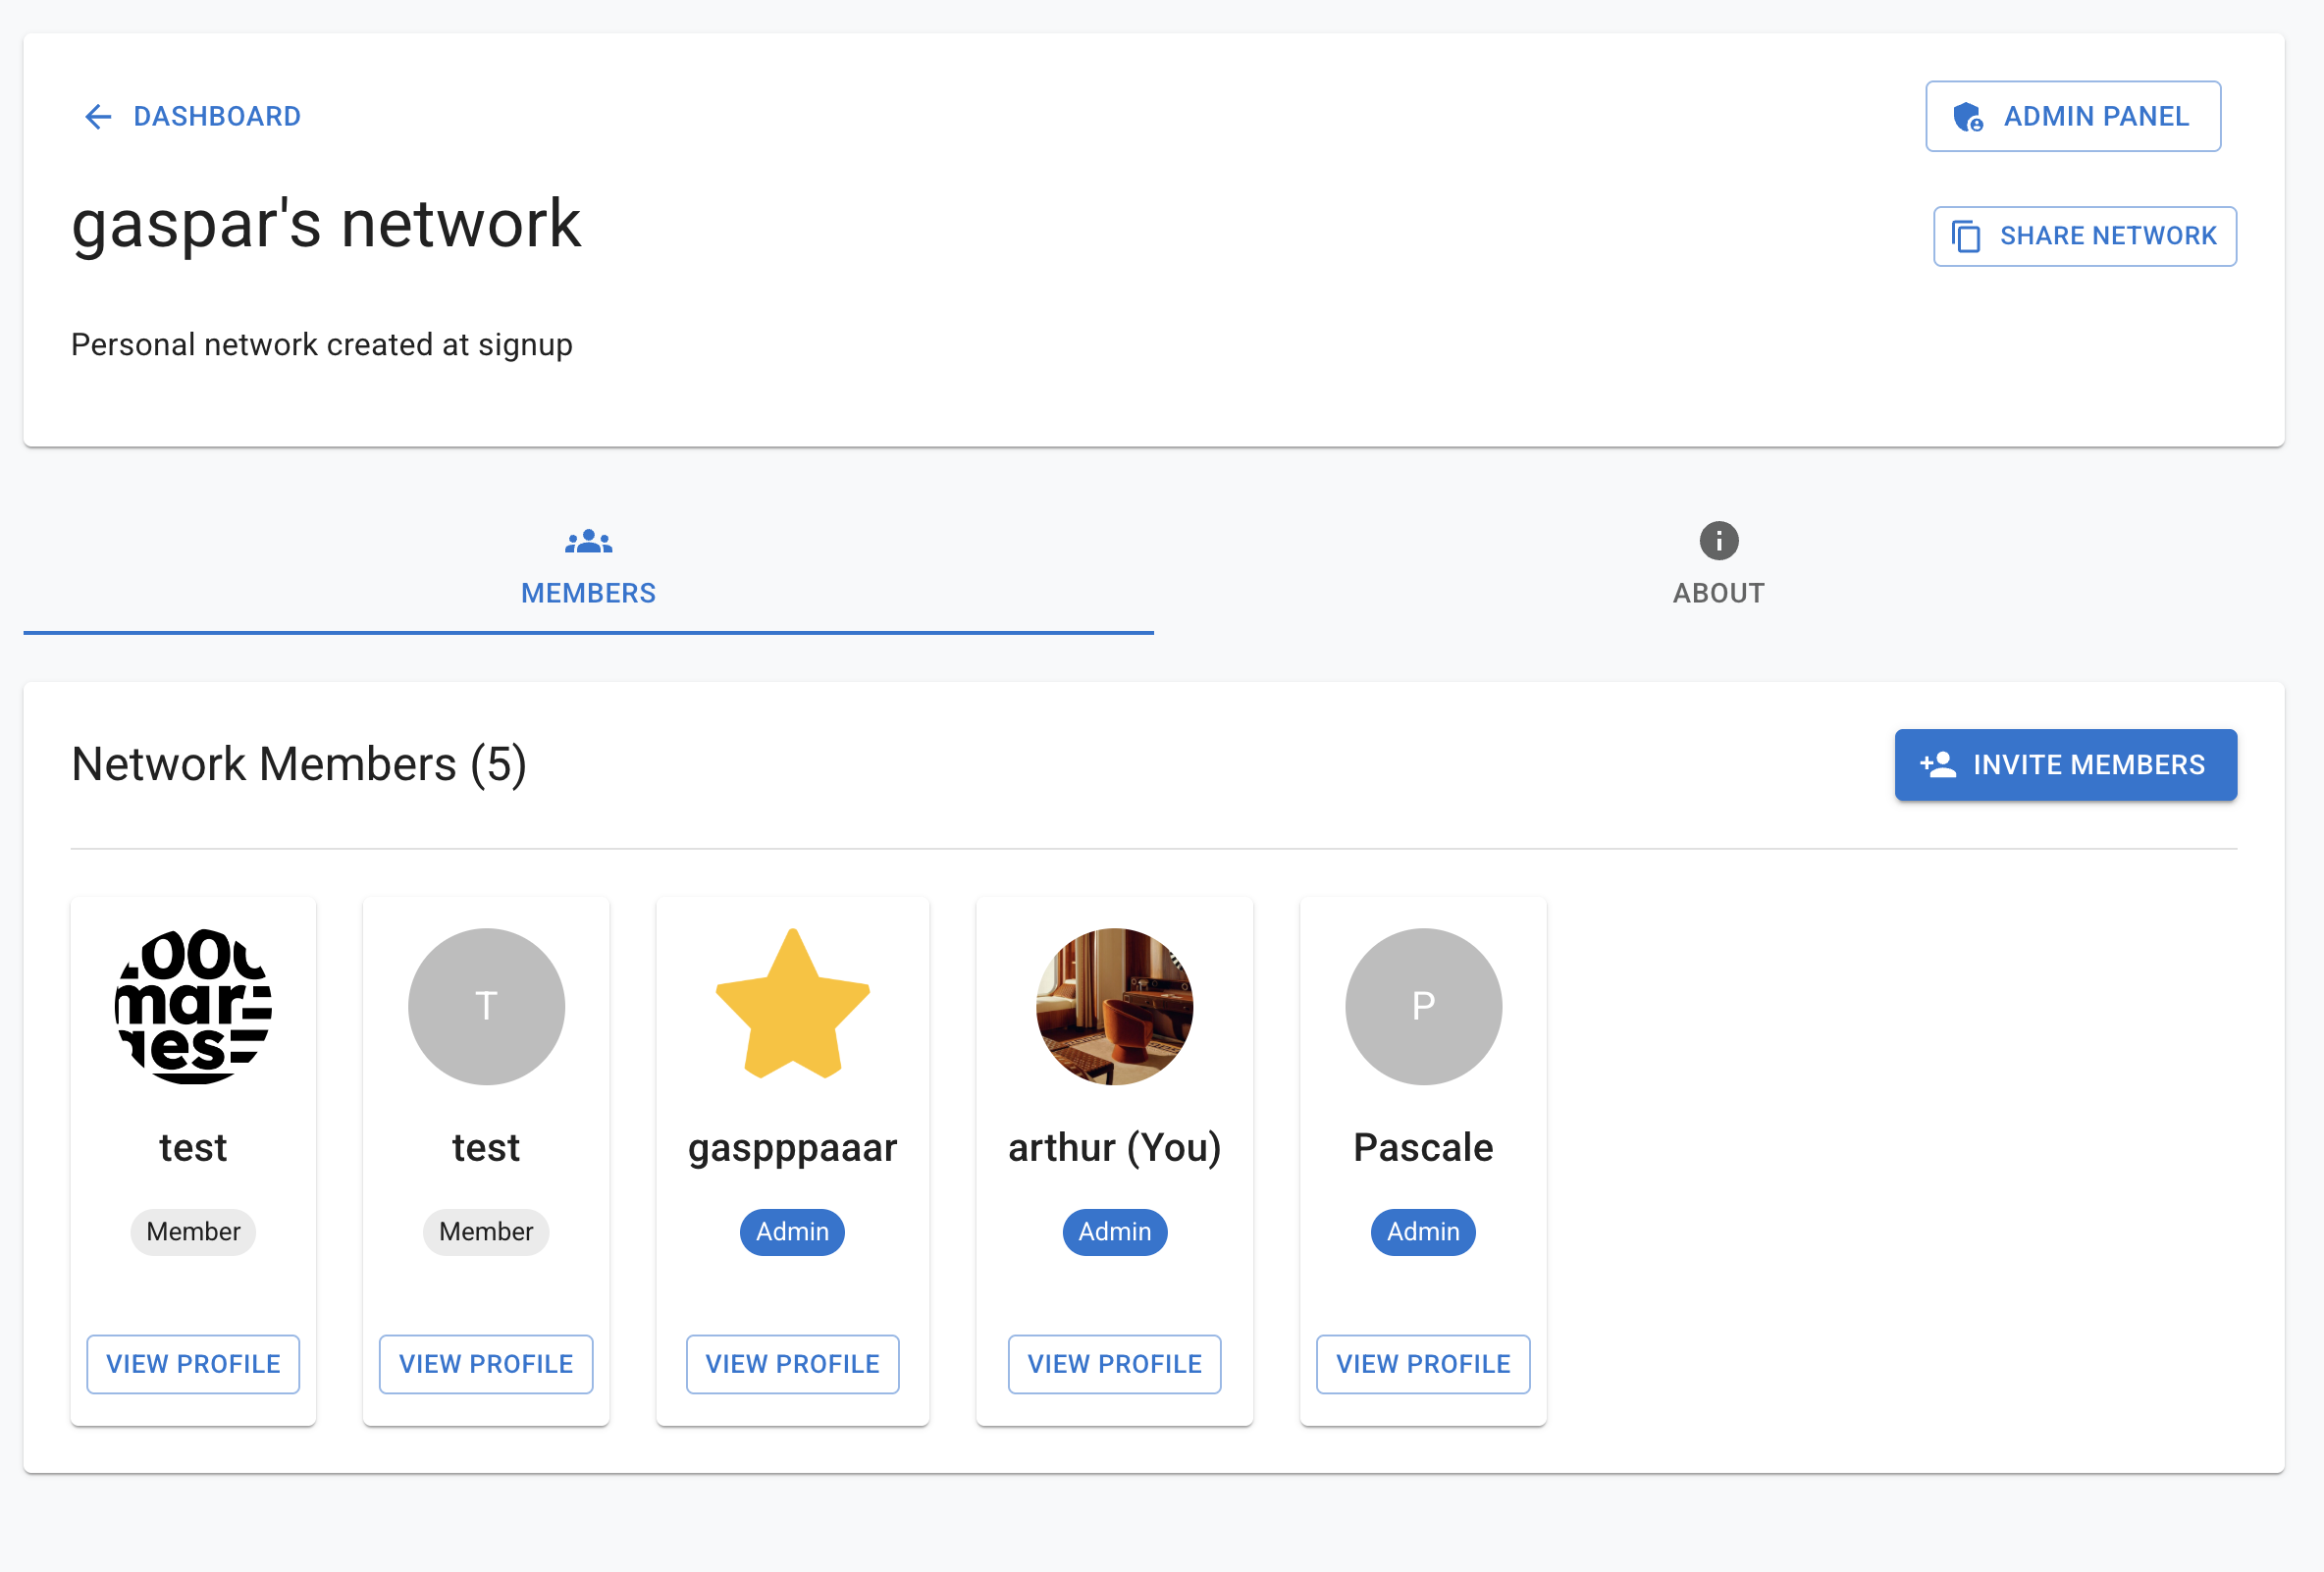 DASHBOARD
ADMIN PANEL
gaspar's network
SHARE NETWORK
Personal network created at signup
MEMBERS
ABOUT
Network Members (5)
INVITE MEMBERS
mar
es
T
P
test
test
gaspppaaar
arthur (You)
Pascale
Member
Member
Admin
Admin
Admin
VIEW PROFILE
VIEW PROFILE
VIEW PROFILE
VIEW PROFILE
VIEW PROFILE